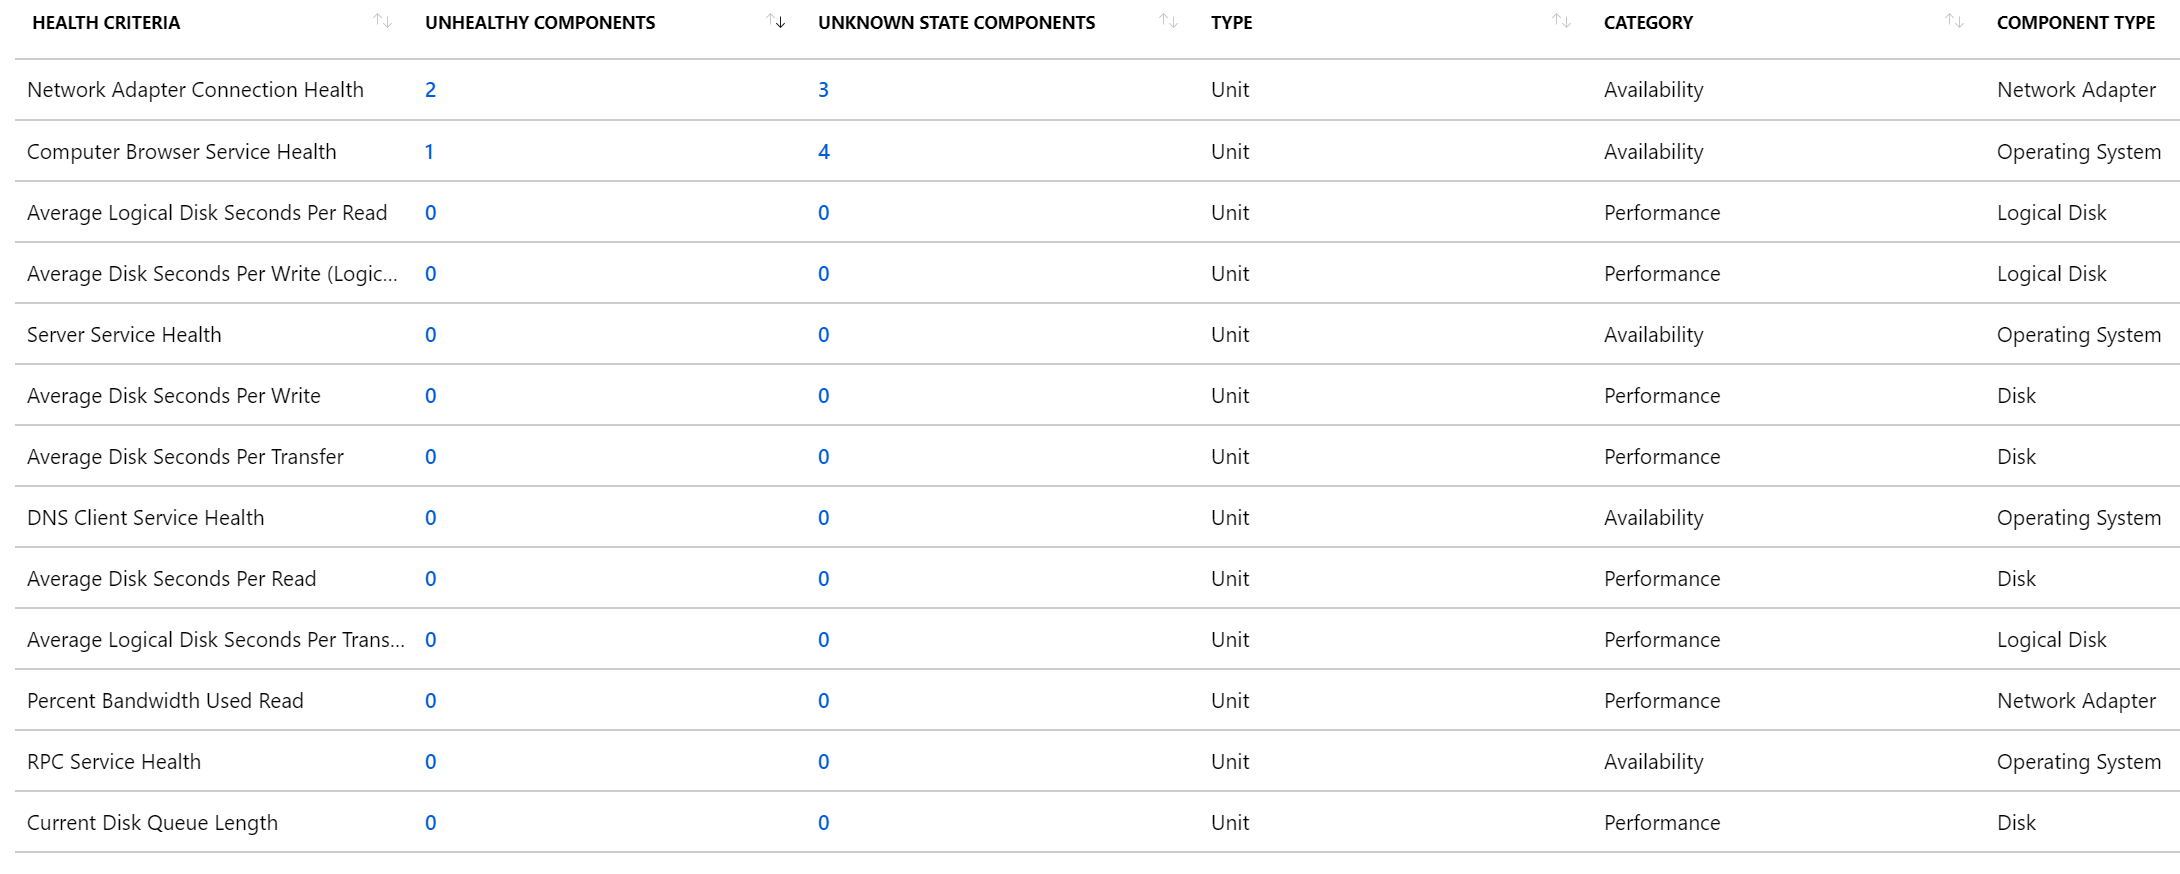 HEALTH CRITERIA UNHEALTHY COMPONENTS UNKNOWN STATE COMPONENTS TYPE CATEGORY COMPONENT TYPE
Network Adapter Connection Health 2 3 Unit Availability Network Adapter
Computer Browser Service Health 1 4 Unit Availability Operating System
Average Logical Disk Seconds Per Read 0 0 Unit Performance Logical Disk
Average Disk Seconds Per Write (Logic... 0 0 Unit Performance Logical Disk
Server Service Health 0 0 Unit Availability Operating System
Average Disk Seconds Per Write 0 0 Unit Performance Disk
Average Disk Seconds Per Transfer 0 0 Unit Performance Disk
DNS Client Service Health 0 0 Unit Availability Operating System
Average Disk Seconds Per Read 0 0 Unit Performance Disk
Average Logical Disk Seconds Per Trans... 0 0 Unit Performance Logical Disk
Percent Bandwidth Used Read 0 0 Unit Performance Network Adapter
RPC Service Health 0 0 Unit Availability Operating System
Current Disk Queue Length 0 0 Unit Performance Disk